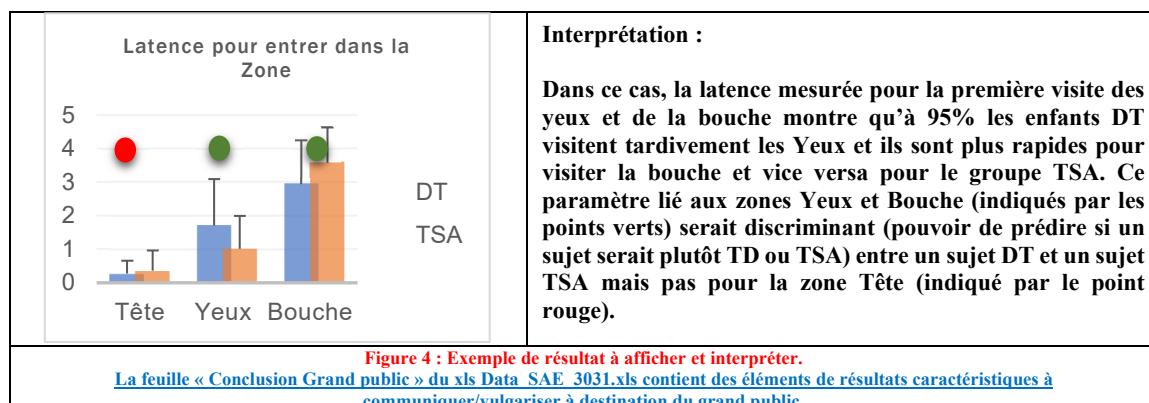 Latence pour entrer dans la
Zone
5
4
3
2
1
0
Tête Yeux Bouche
DT
TSA
Interprétation :
Dans ce cas, la latence mesurée pour la première visite des
yeux et de la bouche montre qu’à 95% les enfants DT
visitent tardivement les Yeux et ils sont plus rapides pour
visiter la bouche et vice versa pour le groupe TSA. Ce
paramètre lié aux zones Yeux et Bouche (indiqués par les
points verts) serait discriminant (pouvoir de prédire si un
sujet serait plutôt TD ou TSA) entre un sujet DT et un sujet
TSA mais pas pour la zone Tête (indiqué par le point
rouge).
Figure 4 : Exemple de résultat à afficher et interpréter.
La feuille « Conclusion Grand public » du xls Data_SAE_3031.xls contient des éléments de résultats caractéristiques à
communiquer/vulgariser à destination du grand public